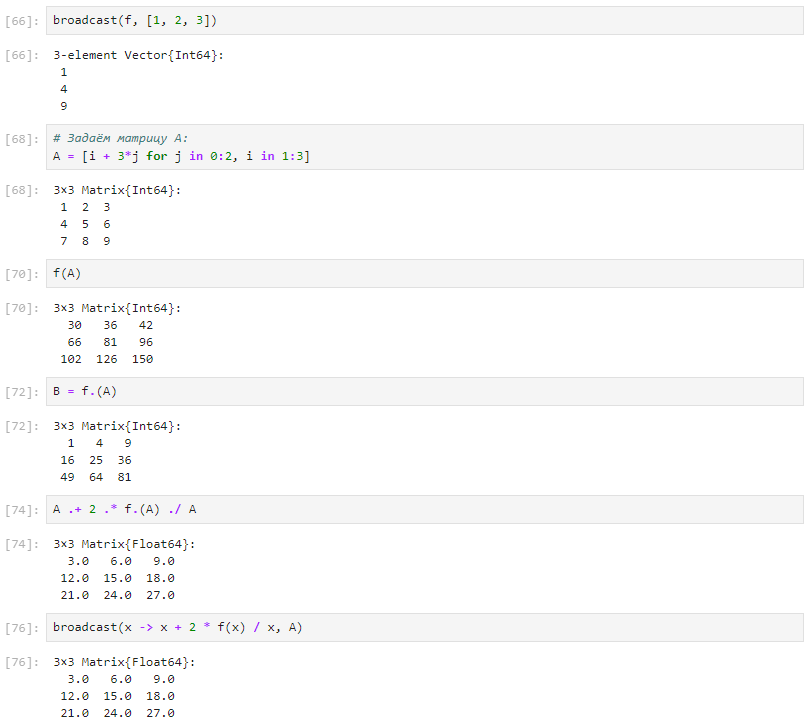 [66]: broadcast(f, [1, 2, 3])
[66]: 3-element Vector{Int64}:
1
4
9
[68]: # Задаём матрицу A:
A = [i + 3*j for j in 0:2, i in 1:3]
[68]: 3×3 Matrix{Int64}:
1 2 3
4 5 6
7 8 9
[70]: f(A)
[70]: 3×3 Matrix{Int64}:
30 36 42
66 81 96
102 126 150
[72]: B = f.(A)
[72]: 3×3 Matrix{Int64}:
1 4 9
16 25 36
49 64 81
[74]: A .+ 2 .* f.(A) ./ A
[74]: 3×3 Matrix{Float64}:
3.0 6.0 9.0
12.0 15.0 18.0
21.0 24.0 27.0
[76]: broadcast(x -> x + 2 * f(x) / x, A)
[76]: 3×3 Matrix{Float64}:
3.0 6.0 9.0
12.0 15.0 18.0
21.0 24.0 27.0